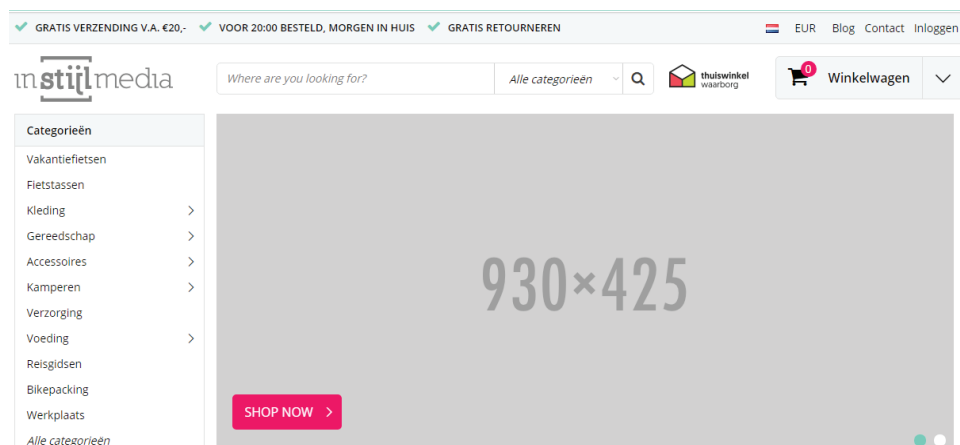 GRATIS VERZENDING V.A. €20,- VOOR 20:00 BESTELD, MORGEN IN HUIS GRATIS RETOURNEREN EUR Blog Contact Inloggen
ınstijlmedia Where are you looking for? Alle categorieën thuiswinkel waarborg 0 Winkelwagen
Categorieën
Vakantiefietsen
Fietstassen
Kleding
Gereedschap
Accessoires
Kamperen
Verzorging
Voeding
Reisgidsen
Bikepacking
Werkplaats
Alle categorieën
930×425
SHOP NOW